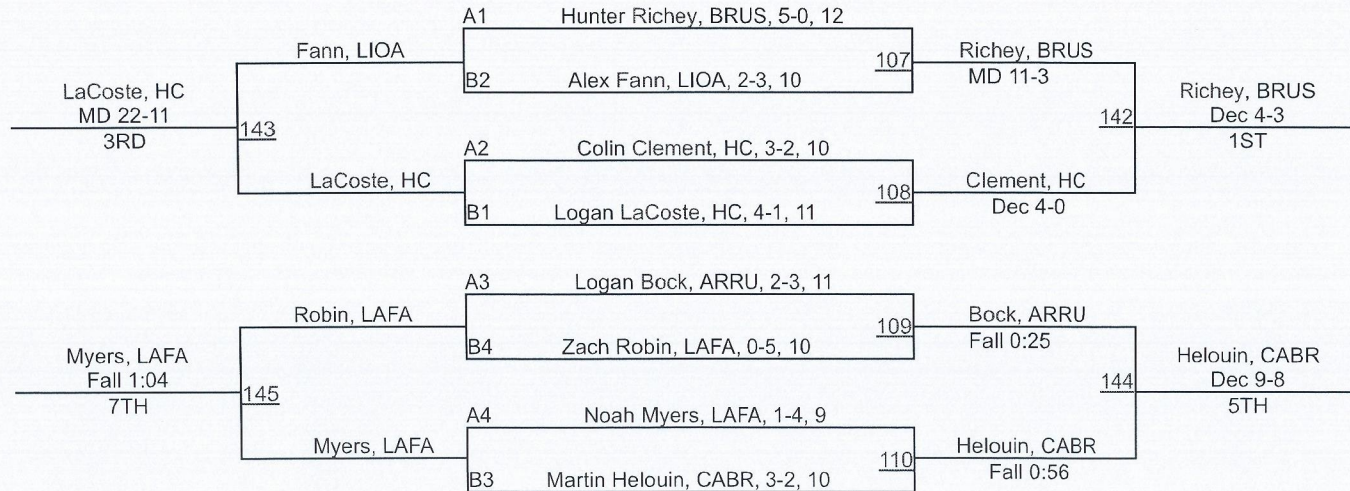 A1 Hunter Richey, BRUS, 5-0, 12
Fann, LIOA
107
Richey, BRUS
B2 Alex Fann, LIOA, 2-3, 10
MD 11-3
LaCoste, HC
MD 22-11
3RD
143
142
Richey, BRUS
Dec 4-3
1ST
A2 Colin Clement, HC, 3-2, 10
LaCoste, HC
108
Clement, HC
B1 Logan LaCoste, HC, 4-1, 11
Dec 4-0
A3 Logan Bock, ARRU, 2-3, 11
Robin, LAFA
109
Bock, ARRU
B4 Zach Robin, LAFA, 0-5, 10
Fall 0:25
Myers, LAFA
Fall 1:04
7TH
145
144
Helouin, CABR
Dec 9-8
5TH
A4 Noah Myers, LAFA, 1-4, 9
Myers, LAFA
110
Helouin, CABR
B3 Martin Helouin, CABR, 3-2, 10
Fall 0:56